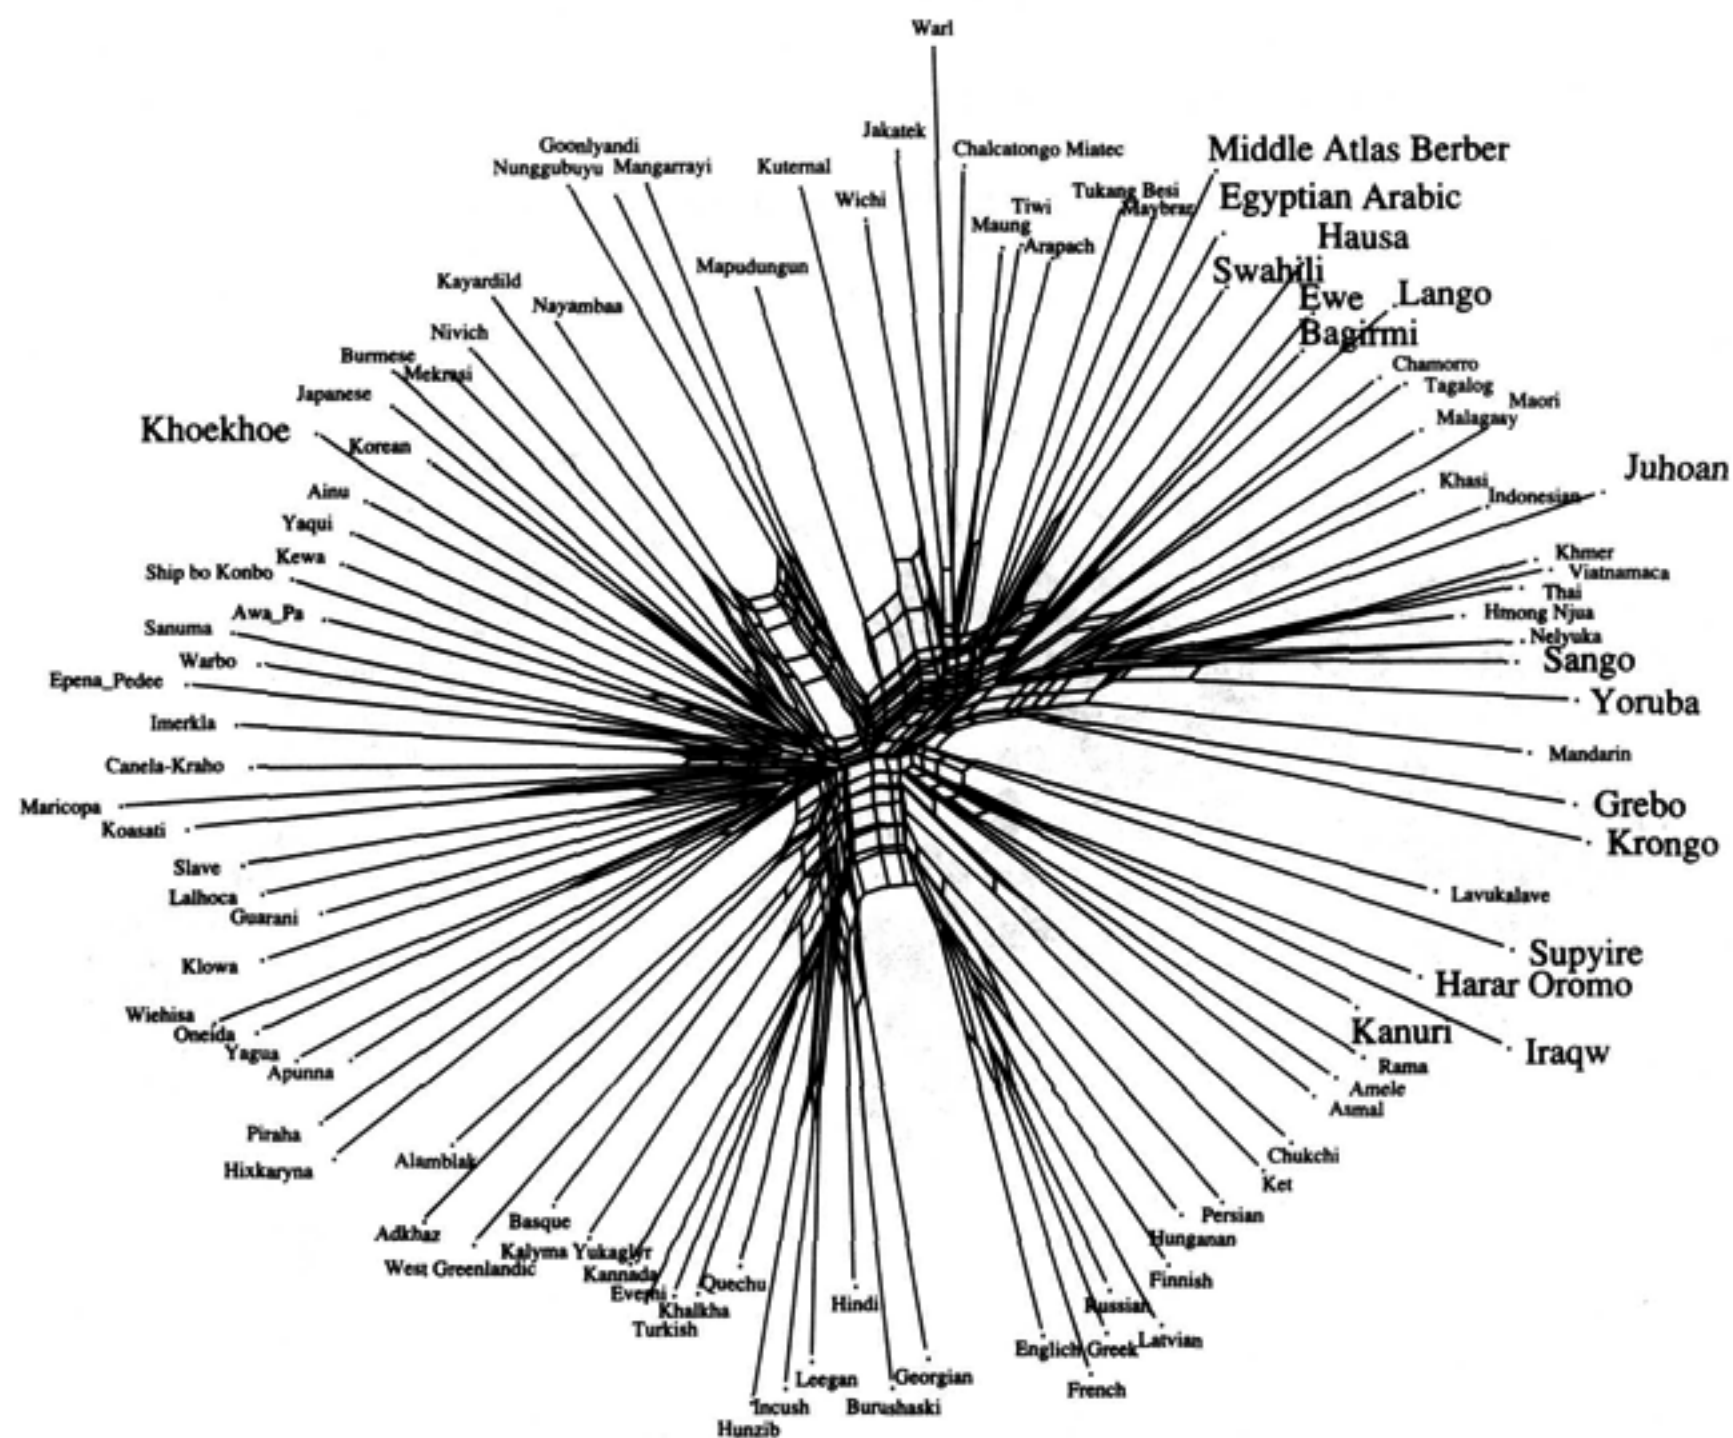 Warl
Jakatek
Chalcatongo Miatec
Goonlyandi
Nunggubuyu
Mangarrayi
Kuternal
Wichi
Tiwi
Maung
Arapach
Tukang Besi
Maybrat
Middle Atlas Berber
Egyptian Arabic
Hausa
Swahili
Ewe
Lango
Bagirmi
Mapudungun
Kayardild
Nayambaa
Nivich
Burmese
Mekrasi
Japanese
Khoekhoe
Korean
Ainu
Yaqui
Kewa
Ship bo Konbo
Awa_Pa
Sanuma
Warbo
Epena_Pedee
Imerkla
Canela-Kraho
Maricopa
Koasati
Slave
Lalhoca
Guarani
Klowa
Wiehisa
Oneida
Yagua
Apunna
Piraha
Hixkaryna
Chamorro
Tagalog
Maori
Malagasy
Juhoan
Khasi
Indonesian
Khmer
Viatnamaca
Thai
Hmong Njua
Nelyuka
Sango
Yoruba
Mandarin
Grebo
Krongo
Lavukalave
Supyire
Harar Oromo
Kanuri
Iraqw
Rama
Amele
Asmal
Chukchi
Ket
Persian
Hunganan
Finnish
Russian
Latvian
Englich
Greek
French
Alamblak
Adkhaz
West Greenlandic
Basque
Kalyma Yukaglyr
Kannada
Evenhi
Khalkha
Turkish
Quechu
Hindi
Leegan
Incush
Hunzib
Georgian
Burushaski